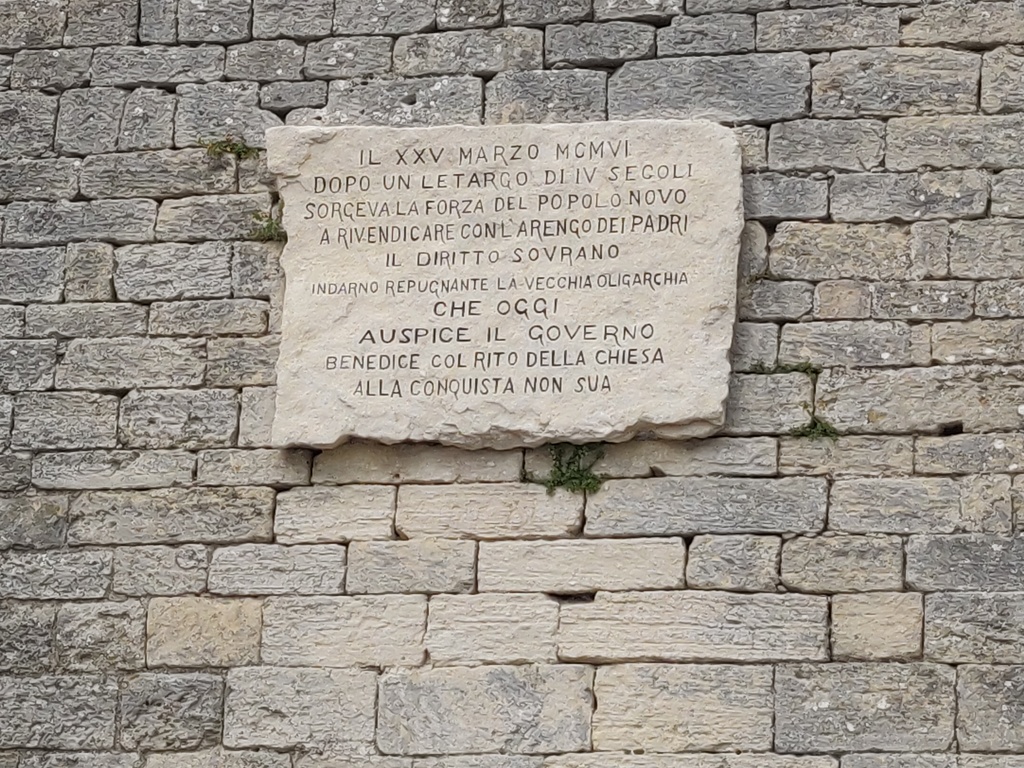 IL XXV MARZO MCMVI
DOPO UN LETARGO DI IV SECOLI
SORGEVA LA FORZA DEL POPOLO NOVO
A RIVENDICARE CON L'ARENGO DEI PADRI
IL DIRITTO SOVRANO
INDARNO REPUGNANTE LA VECCHIA OLIGARCHIA
CHE OGGI
AUSPICE IL GOVERNO
BENEDICE COL RITO DELLA CHIESA
ALLA CONQUISTA NON SUA